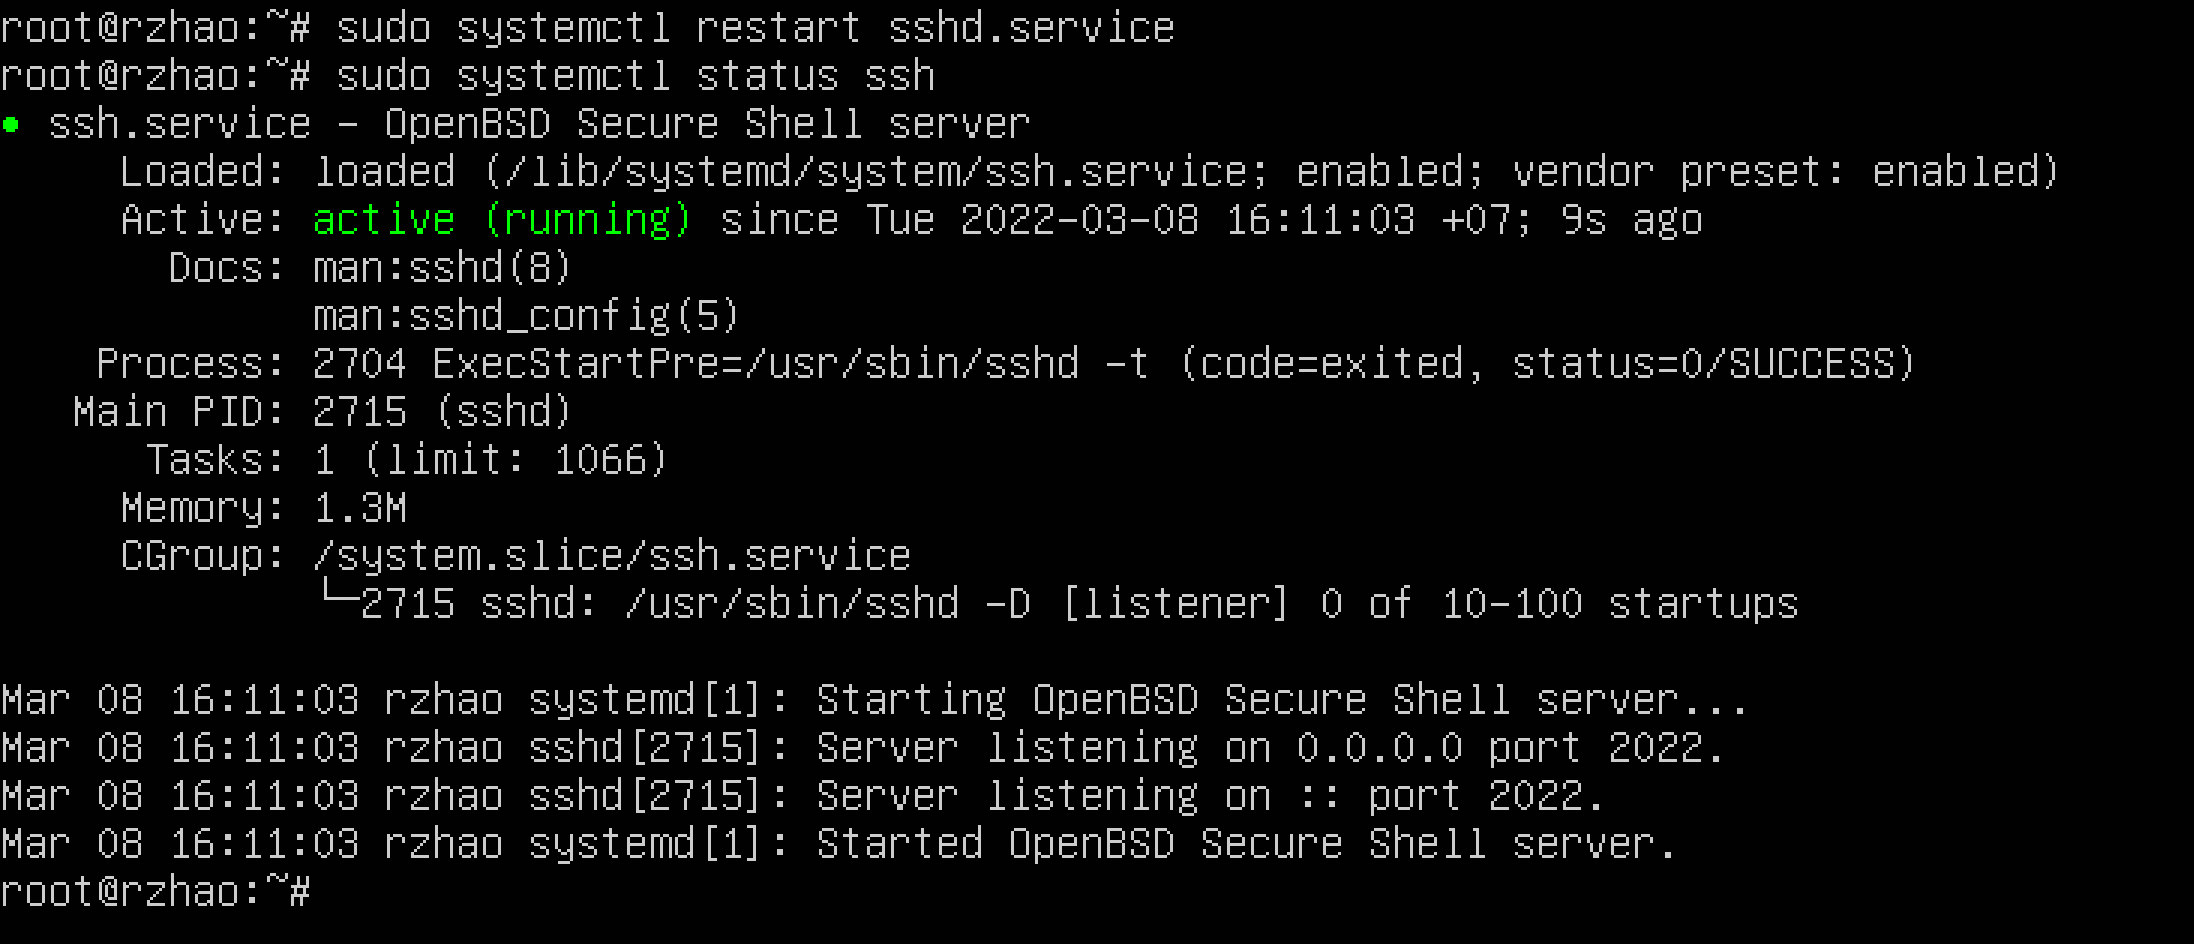 root@rzhao:~# sudo systemctl restart sshd.service
root@rzhao:~# sudo systemctl status ssh
● ssh.service - OpenBSD Secure Shell server
     Loaded: loaded (/lib/systemd/system/ssh.service; enabled; vendor preset: enabled)
     Active: active (running) since Tue 2022-03-08 16:11:03 +07; 9s ago
       Docs: man:sshd(8)
             man:sshd_config(5)
    Process: 2704 ExecStartPre=/usr/sbin/sshd -t (code=exited, status=0/SUCCESS)
   Main PID: 2715 (sshd)
      Tasks: 1 (limit: 1066)
     Memory: 1.3M
     CGroup: /system.slice/ssh.service
             └─2715 sshd: /usr/sbin/sshd -D [listener] 0 of 10-100 startups

Mar 08 16:11:03 rzhao systemd[1]: Starting OpenBSD Secure Shell server...
Mar 08 16:11:03 rzhao sshd[2715]: Server listening on 0.0.0.0 port 2022.
Mar 08 16:11:03 rzhao sshd[2715]: Server listening on :: port 2022.
Mar 08 16:11:03 rzhao systemd[1]: Started OpenBSD Secure Shell server.
root@rzhao:~#